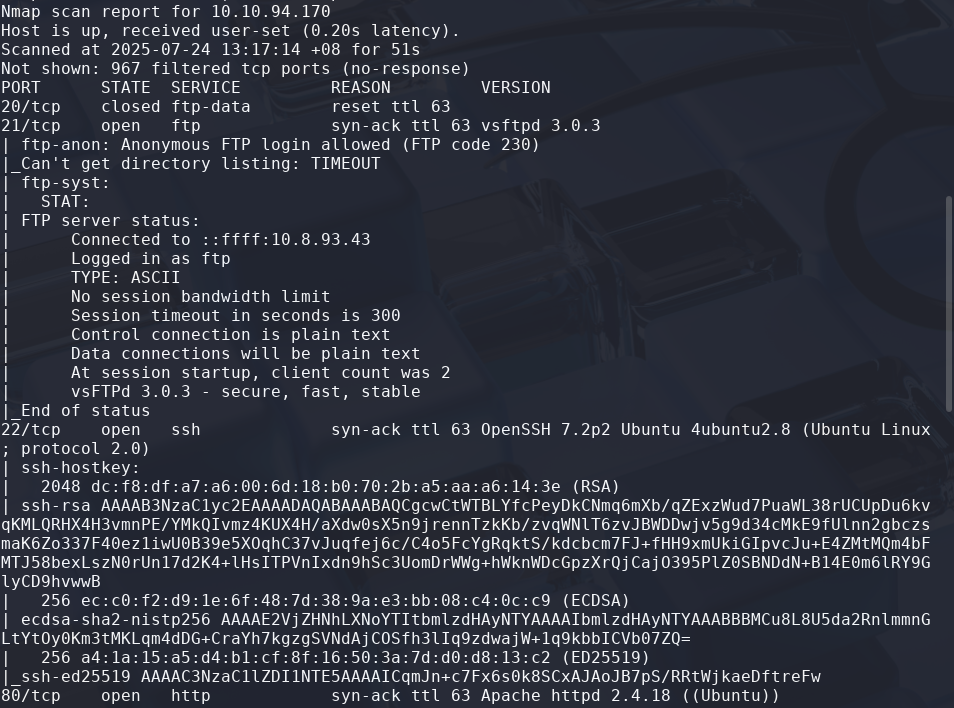 Nmap scan report for 10.10.94.170
Host is up, received user-set (0.20s latency).
Scanned at 2025-07-24 13:17:14 +08 for 51s
Not shown: 967 filtered tcp ports (no-response)
PORT      STATE  SERVICE         REASON         VERSION
20/tcp    closed ftp-data        reset ttl 63
21/tcp    open   ftp             syn-ack ttl 63 vsftpd 3.0.3
| ftp-anon: Anonymous FTP login allowed (FTP code 230)
|_Can't get directory listing: TIMEOUT
| ftp-syst:
|   STAT:
| FTP server status:
|      Connected to ::ffff:10.8.93.43
|      Logged in as ftp
|      TYPE: ASCII
|      No session bandwidth limit
|      Session timeout in seconds is 300
|      Control connection is plain text
|      Data connections will be plain text
|      At session startup, client count was 2
|      vsFTPd 3.0.3 - secure, fast, stable
|_End of status
22/tcp    open   ssh             syn-ack ttl 63 OpenSSH 7.2p2 Ubuntu 4ubuntu2.8 (Ubuntu Linux
; protocol 2.0)
| ssh-hostkey:
|   2048 dc:f8:df:a7:a6:00:6d:18:b0:70:2b:a5:aa:a6:14:3e (RSA)
| ssh-rsa AAAAB3NzaC1yc2EAAAADAQABAAABAQCgcwCtWTBLYfcPeyDkCNmq6mXb/qZExzWud7PuaWL38rUCUpDu6kv
qKMLQRHX4H3vmnPE/YMkQIvmz4KUX4H/aXdw0sX5n9jrennTzkKb/zvqWNlT6zvJBWDDwjv5g9d34cMkE9fUlnn2gbczs
maK6Zo337F40ez1iwU0B39e5XOqhC37vJuqfej6c/C4o5FcYgRqktS/kdcbcm7FJ+fHH9xmUkiGIpvcJu+E4ZMtMQm4bF
MTJ58bexLszN0rUn17d2K4+lHsITPVnIxdn9hSc3UomDrWWg+hWknWDcGpzXrQjCajO395PlZ0SBNDdN+B14E0m6lRY9G
lyCD9hvwwB
|   256 ec:c0:f2:d9:1e:6f:48:7d:38:9a:e3:bb:08:c4:0c:c9 (ECDSA)
| ecdsa-sha2-nistp256 AAAAE2VjZHNhLXNoYTItbmlzdHAyNTYAAAAIbmlzdHAyNTYAAABBBMCu8L8U5da2RnlmmnG
LtYtOy0Km3tMKLqm4dDG+CraYh7kgzgSVNdAjCOSfh3lIq9zdwajW+1q9kbbICVb07ZQ=
|   256 a4:1a:15:a5:d4:b1:cf:8f:16:50:3a:7d:d0:d8:13:c2 (ED25519)
|_ssh-ed25519 AAAAC3NzaC1lZDI1NTE5AAAAICqmJn+c7Fx6s0k8SCxAJAoJB7pS/RRtWjkaeDftreFw
80/tcp    open   http            syn-ack ttl 63 Apache httpd 2.4.18 ((Ubuntu))